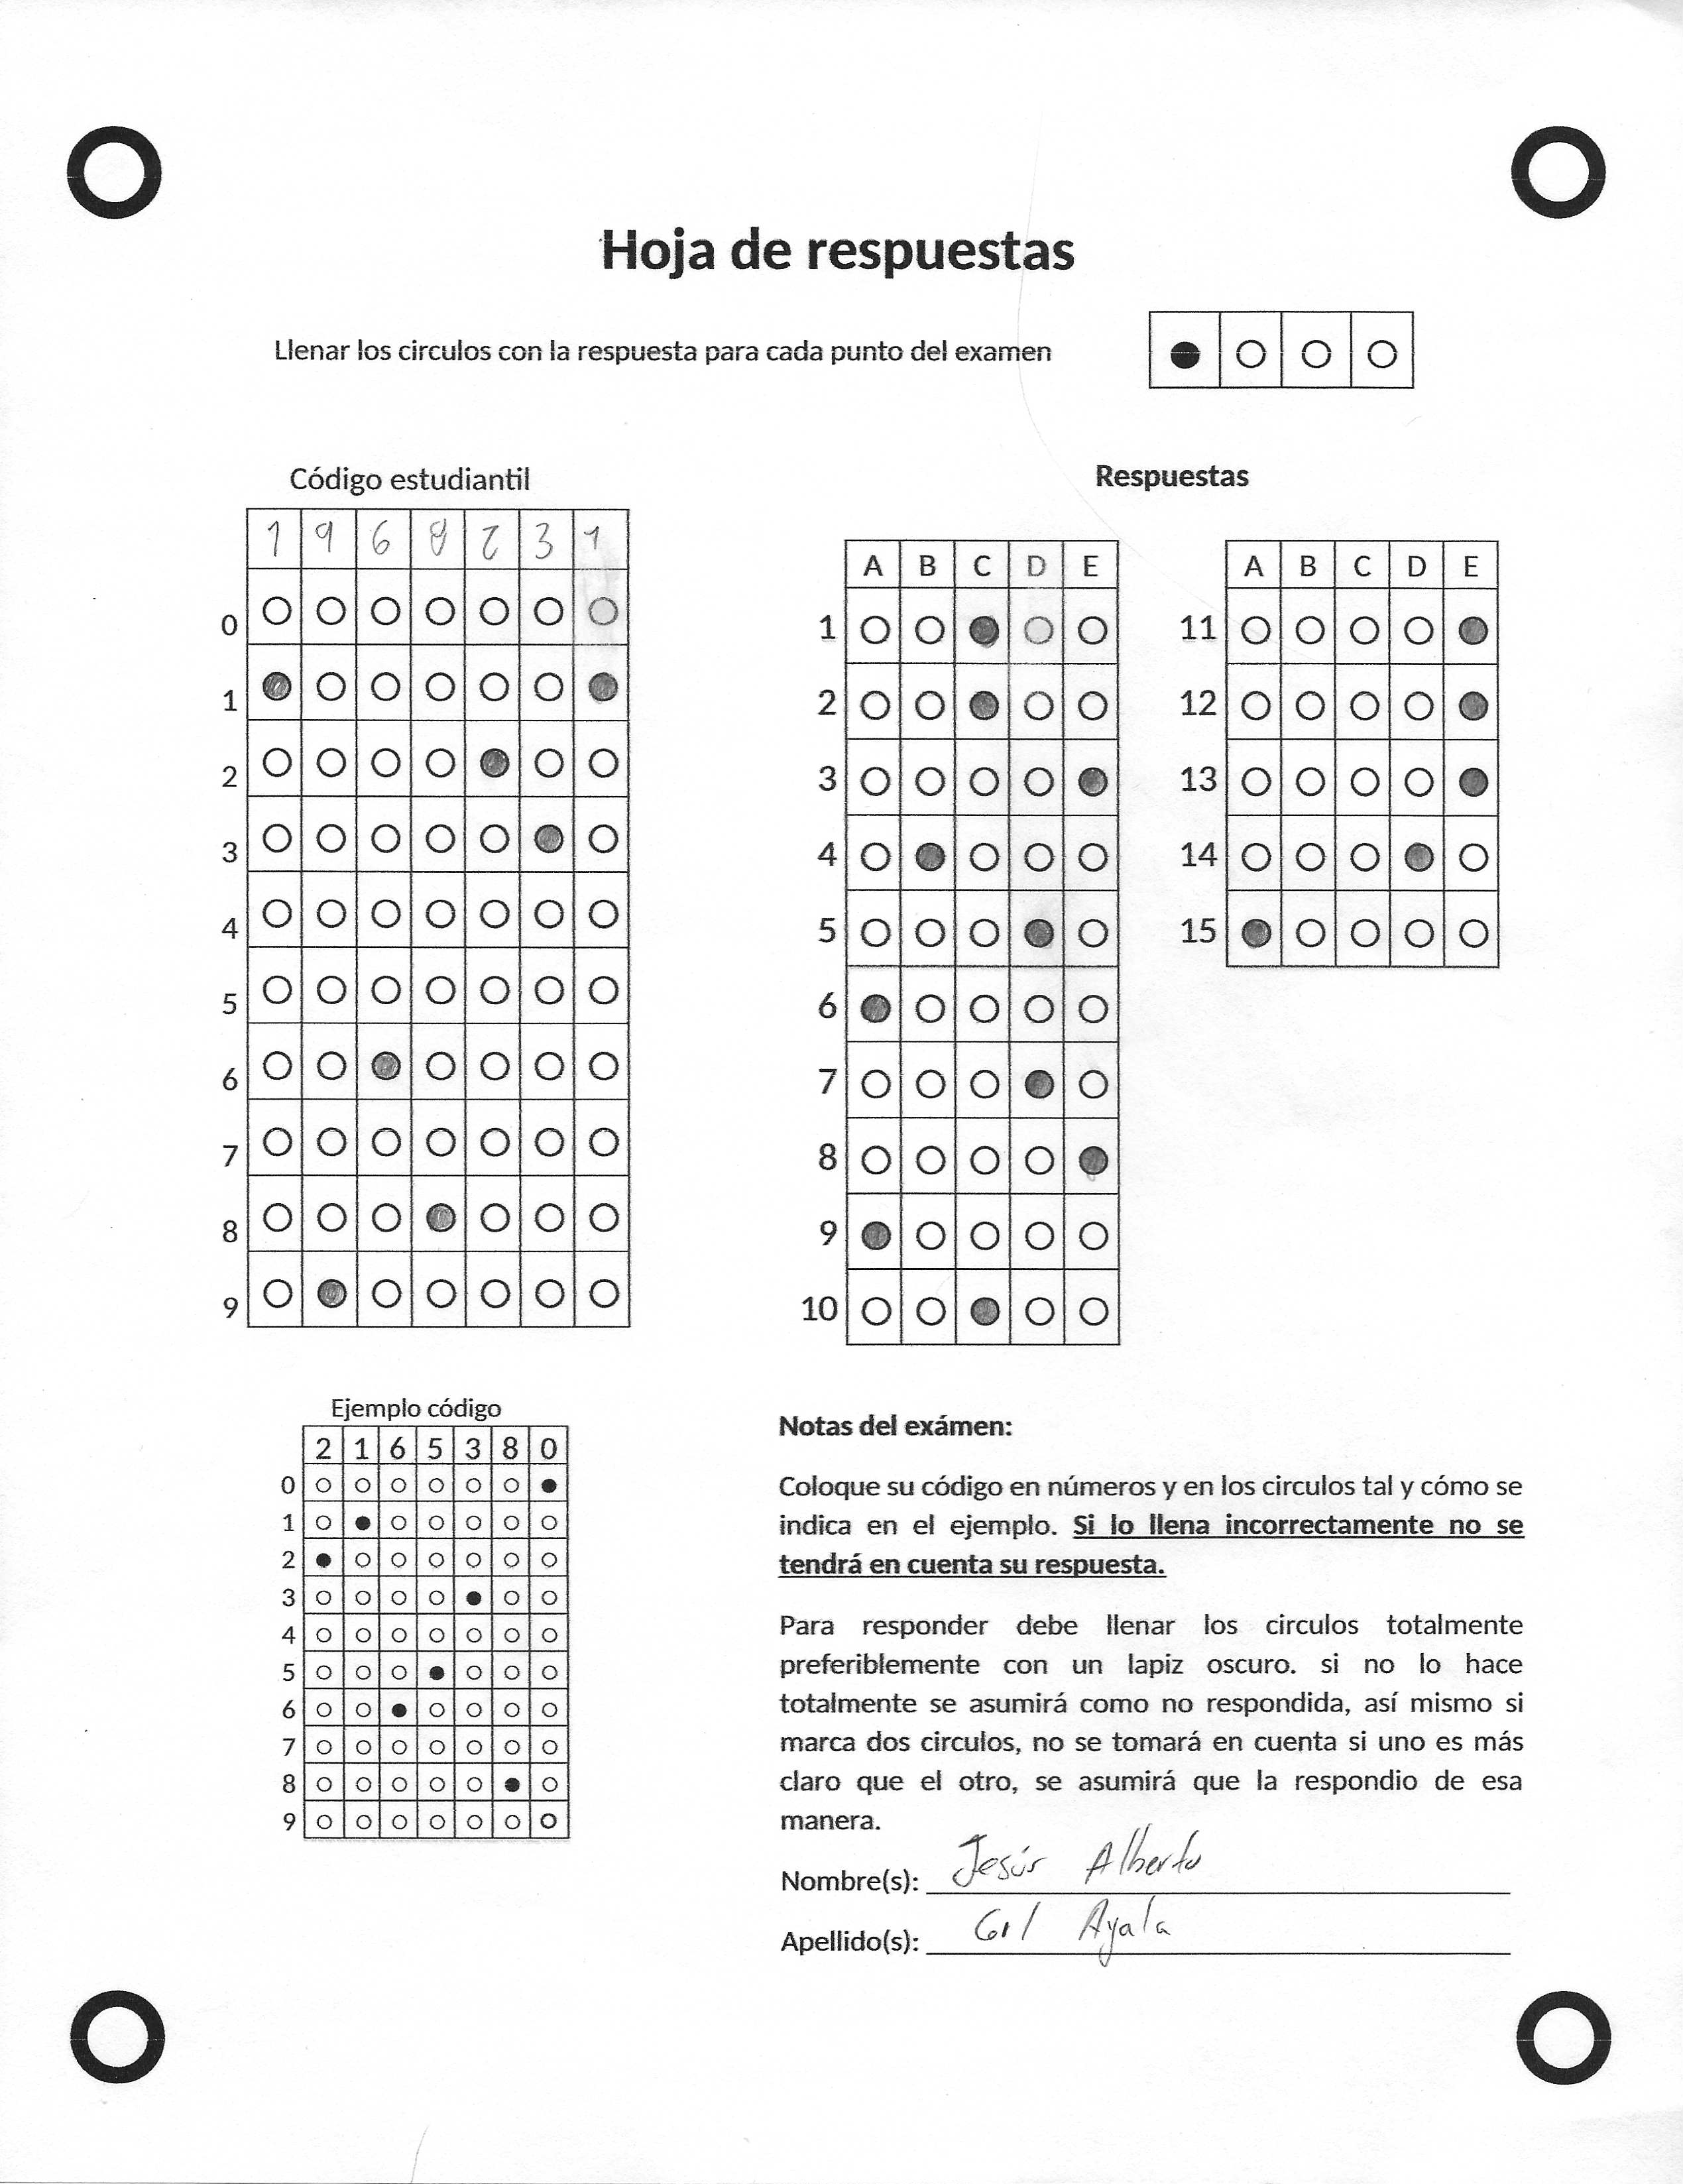 Hoja de respuestas
Llenar los circulos con la respuesta para cada punto del examen
Código estudiantil
1 9 6 8 2 3 1
0
1
2
3
4
5
6
7
8
9
Respuestas
A B C D E
1
2
3
4
5
6
7
8
9
10
A B C D E
11
12
13
14
15
Ejemplo código
2 1 6 5 3 8 0
0
1
2
3
4
5
6
7
8
9
Notas del exámen:
Coloque su código en números y en los circulos tal y cómo se
indica en el ejemplo. Si lo llena incorrectamente no se
tendrá en cuenta su respuesta.
Para responder debe llenar los circulos totalmente
preferiblemente con un lapiz oscuro. si no lo hace
totalmente se asumirá como no respondida, así mismo si
marca dos circulos, no se tomará en cuenta si uno es más
claro que el otro, se asumirá que la respondio de esa
manera.
Nombre(s): Jesús Alberto
Apellido(s): Gil Ayala